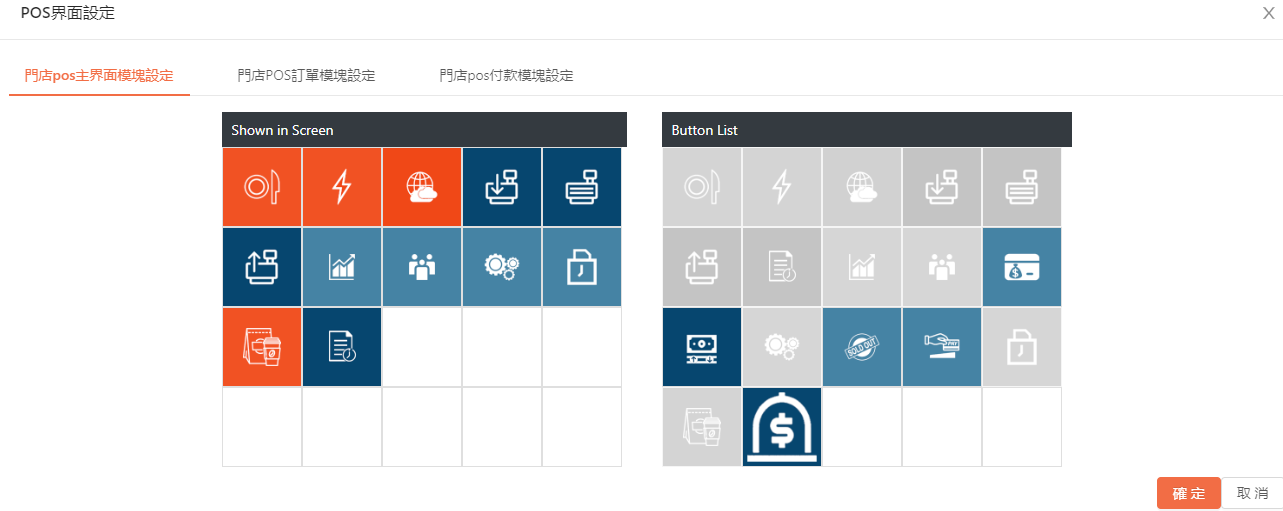 POS界面設定
門店pos主界面模塊設定 門店POS訂單模塊設定 門店pos付款模塊設定
Shown in Screen
Button List
SOLD OUT
PAY
確定 取消